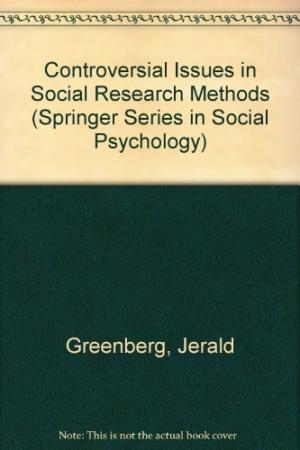 Controversial Issues in
Social Research Methods
(Springer Series in Social
Psychology)
Greenberg, Jerald
Note: This is not the actual book cover